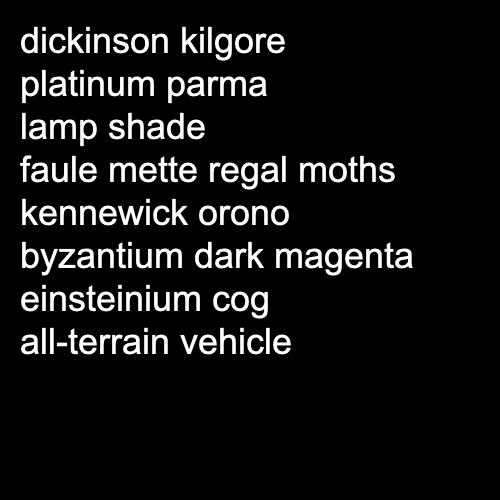 dickinson kilgore
platinum parma
lamp shade
faule mette regal moths
kennewick orono
byzantium dark magenta
einsteinium cog
all-terrain vehicle